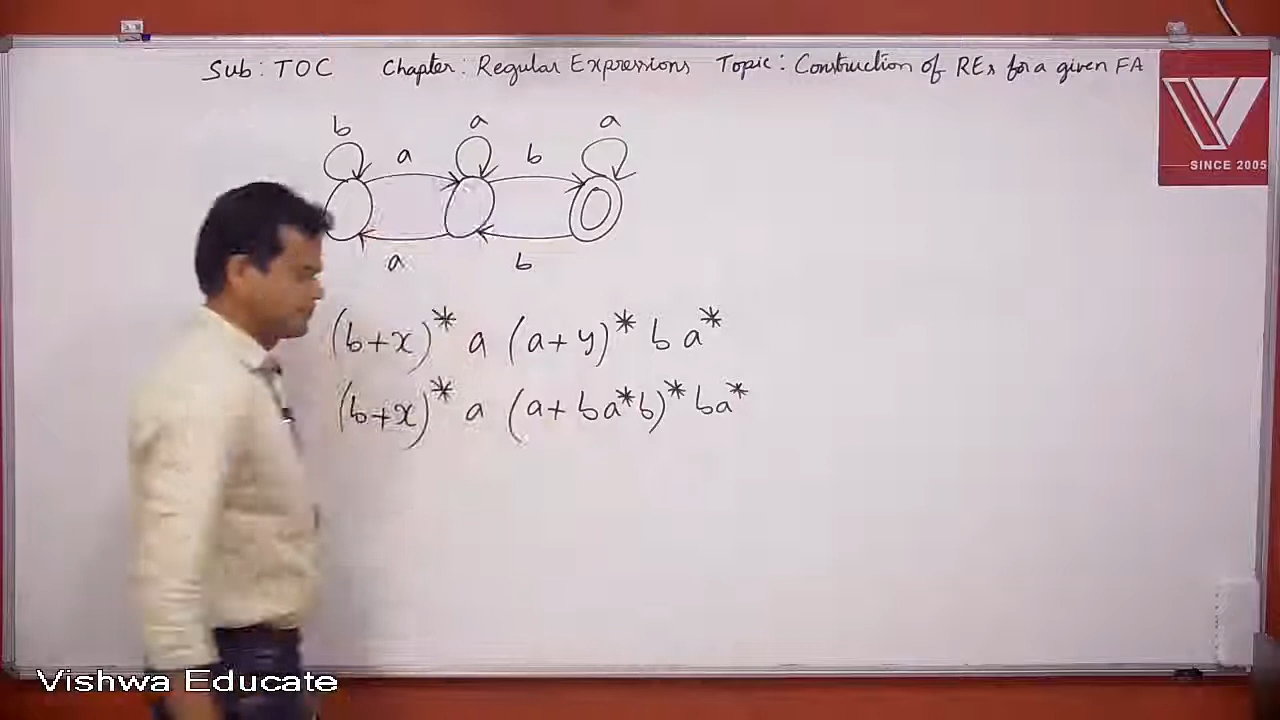 Sub: TOC Chapter: Regular Expressions Topic: Construction of REs for a given FA
SINCE 2005
b a a
a b
a b
(b+x)* a (a+y)* b a*
(b+x)* a (a+ba*b)* ba*
Vishwa Educate